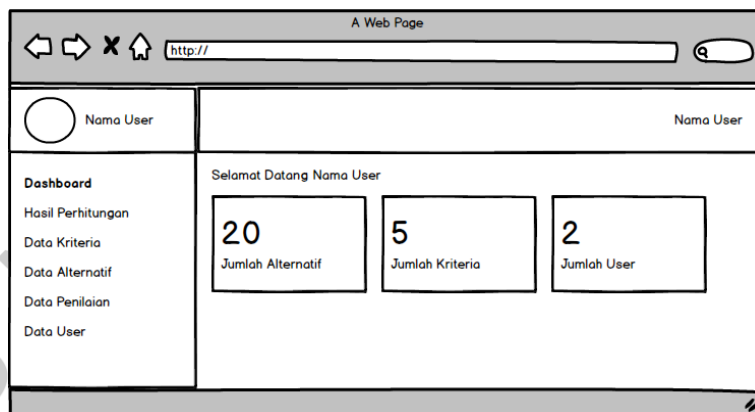 A Web Page
http://
Nama User
Nama User
Dashboard
Hasil Perhitungan
Data Kriteria
Data Alternatif
Data Penilaian
Data User
Selamat Datang Nama User
20
Jumlah Alternatif
5
Jumlah Kriteria
2
Jumlah User